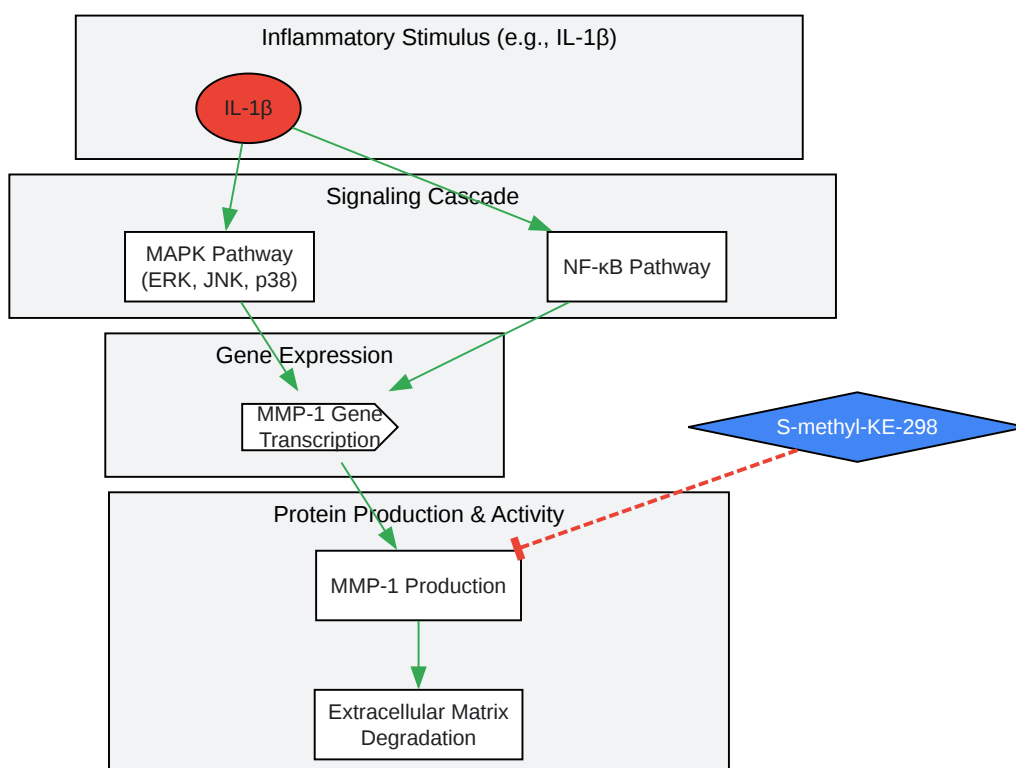 Inflammatory Stimulus (e.g., IL-1β)
IL-1β
Signaling Cascade
MAPK Pathway
(ERK, JNK, p38)
NF-κB Pathway
Gene Expression
MMP-1 Gene
Transcription
S-methyl-KE-298
Protein Production & Activity
MMP-1 Production
Extracellular Matrix
Degradation